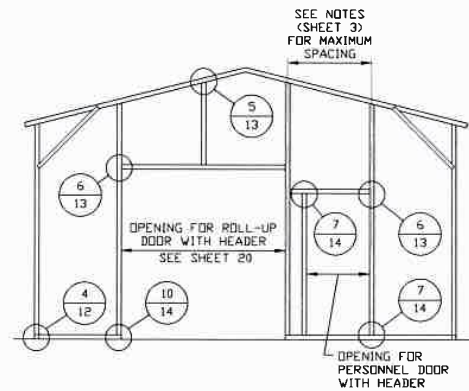 SEE NOTES
(SHEET 3)
FOR MAXIMUM
SPACING
5
13
6
13
OPENING FOR ROLL-UP
DOOR WITH HEADER
SEE SHEET 20
7
14
6
13
4
12
10
14
7
14
OPENING FOR
PERSONNEL DOOR
WITH HEADER